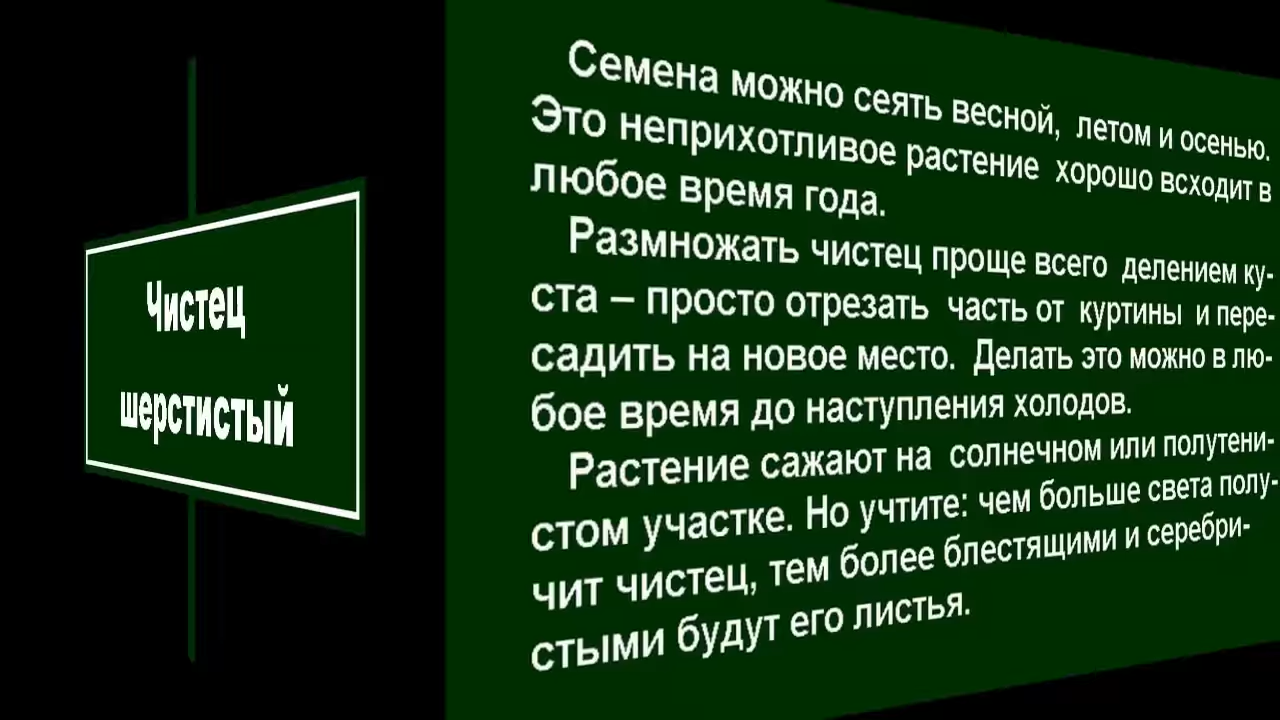 Чистец
шерстистый
Семена можно сеять весной, летом и осенью.
Это неприхотливое растение хорошо всходит в
любое время года.
Размножать чистец проще всего делением ку-
ста – просто отрезать часть от куртины и пере-
садить на новое место. Делать это можно в лю-
бое время до наступления холодов.
Растение сажают на солнечном или полутени-
стом участке. Но учтите: чем больше света полу-
чит чистец, тем более блестящими и серебри-
стыми будут его листья.